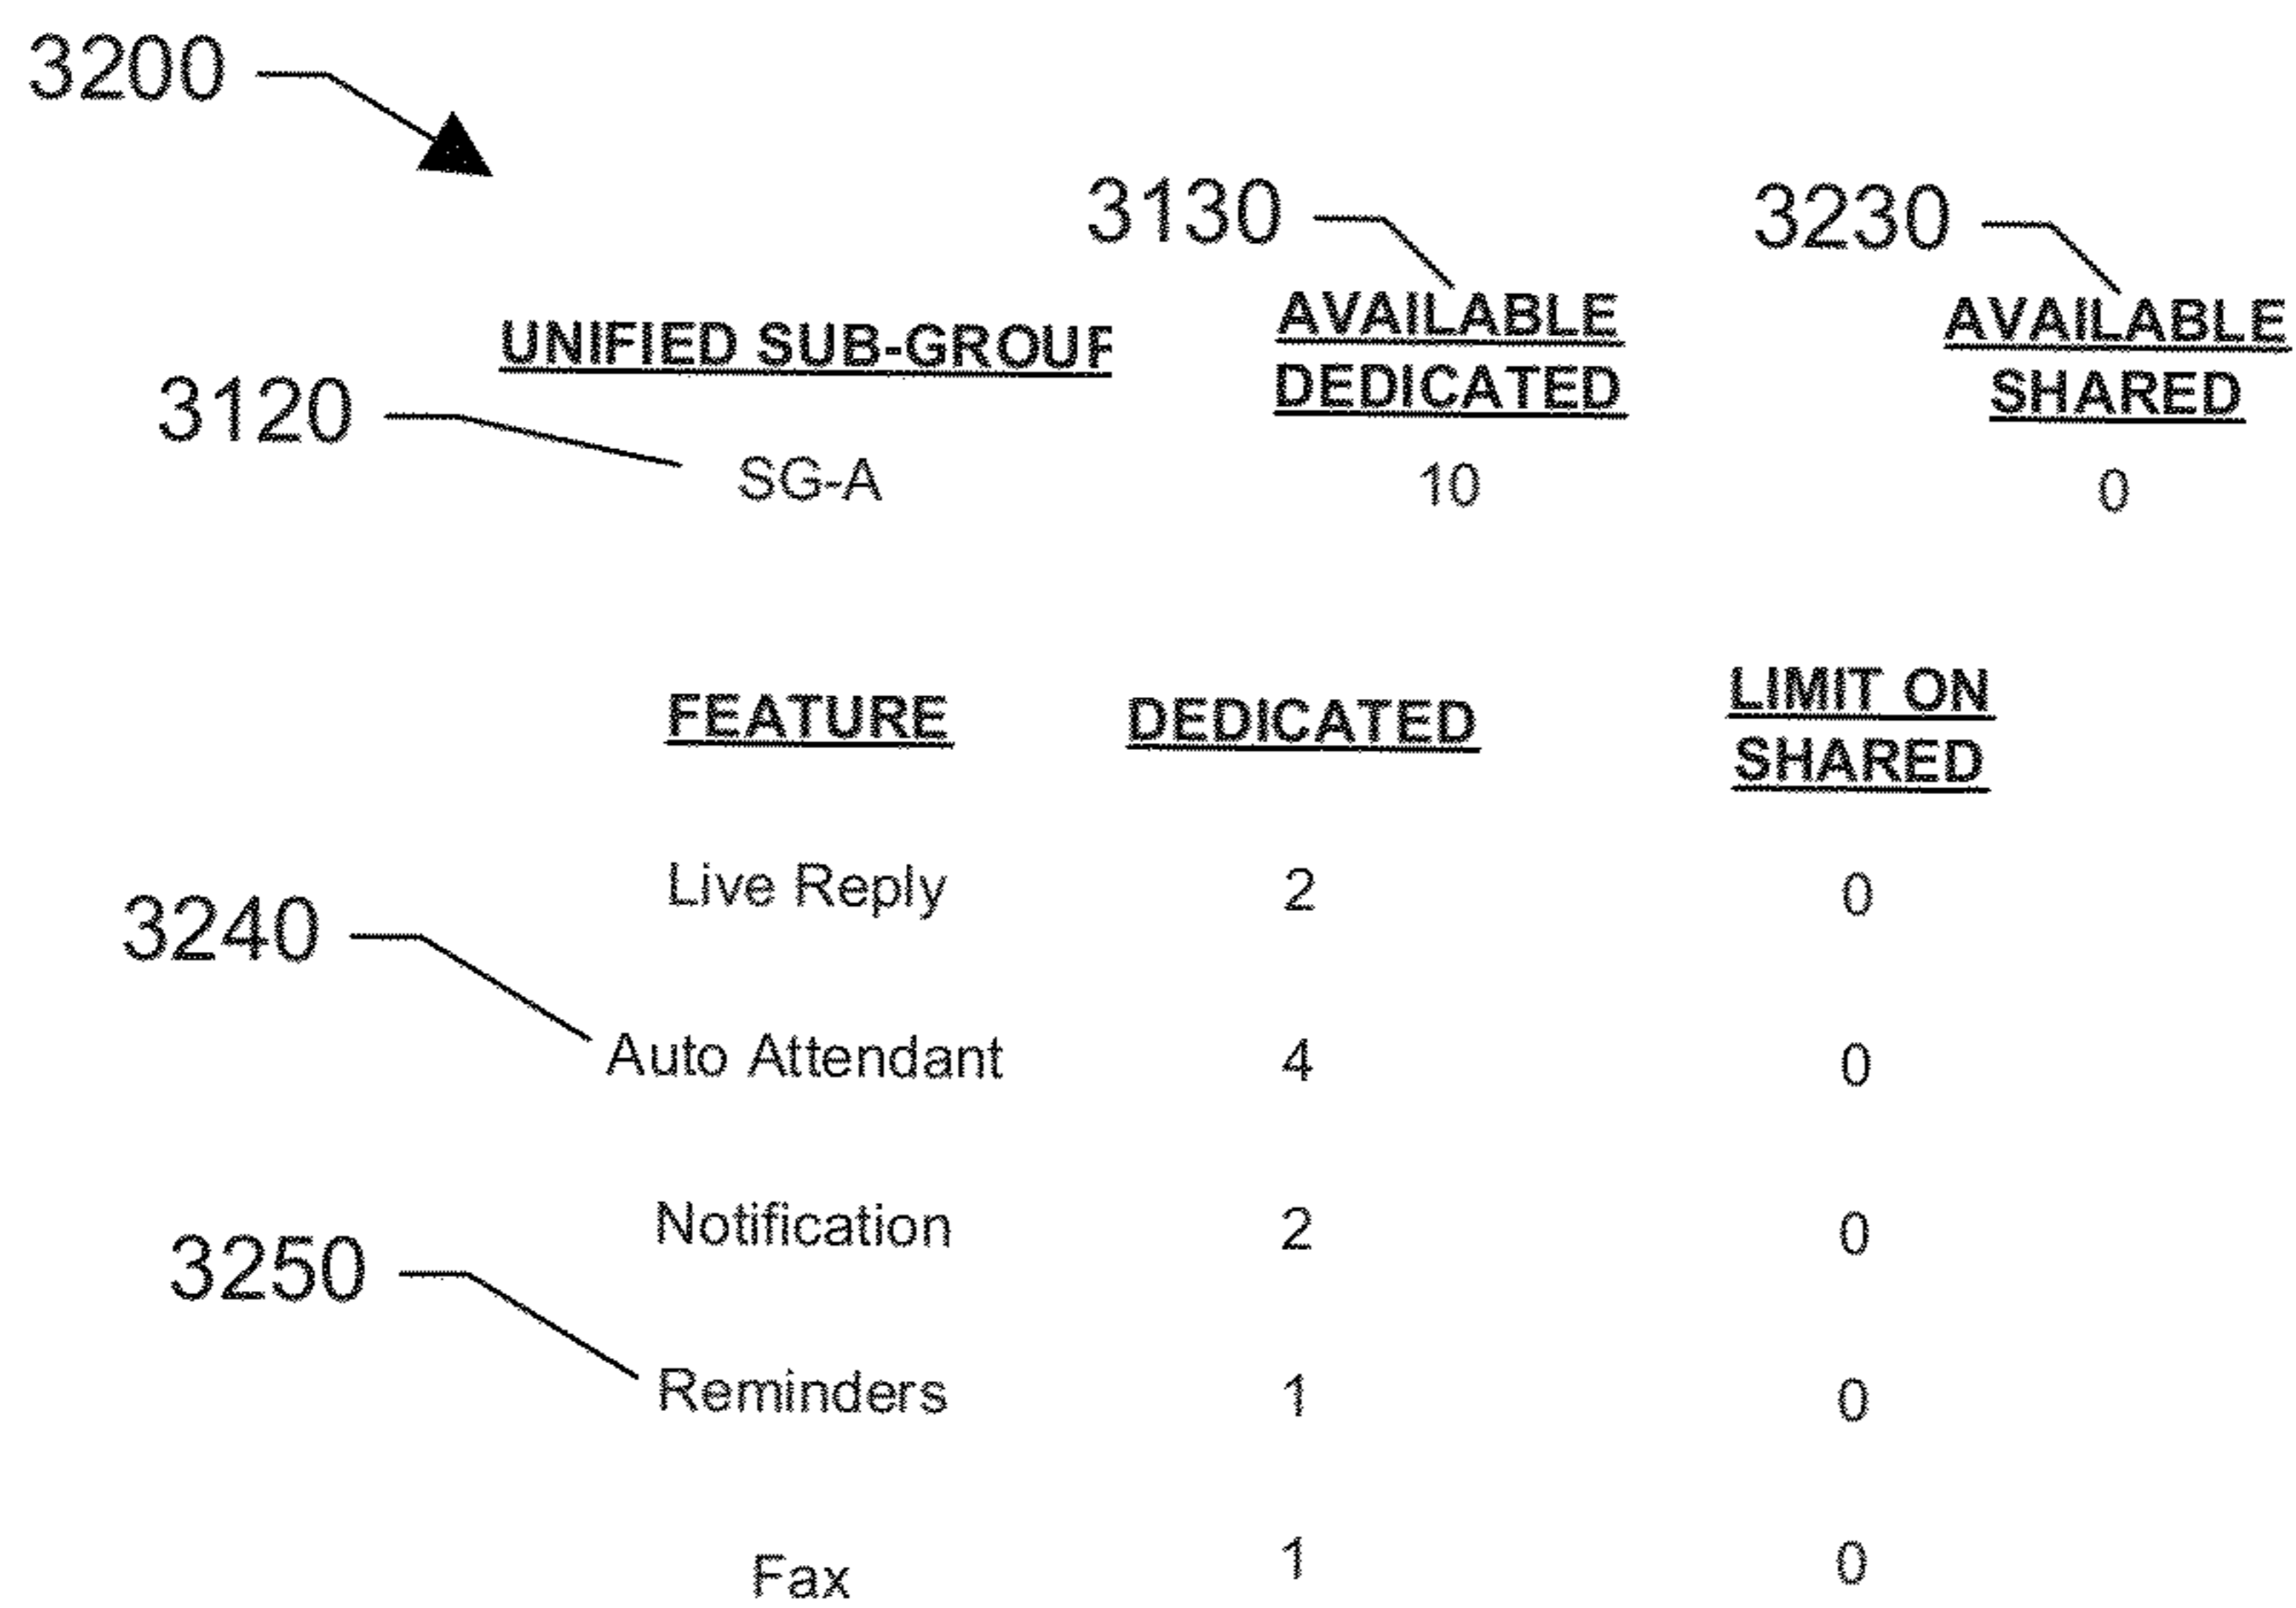 3200
3130
3230
UNIFIED SUB-GROUP
AVAILABLE
DEDICATED
AVAILABLE
SHARED
3120
SG-A
10
0
FEATURE
DEDICATED
LIMIT ON
SHARED
Live Reply
2
0
3240
Auto Attendant
4
0
Notification
2
0
3250
Reminders
1
0
Fax
1
0